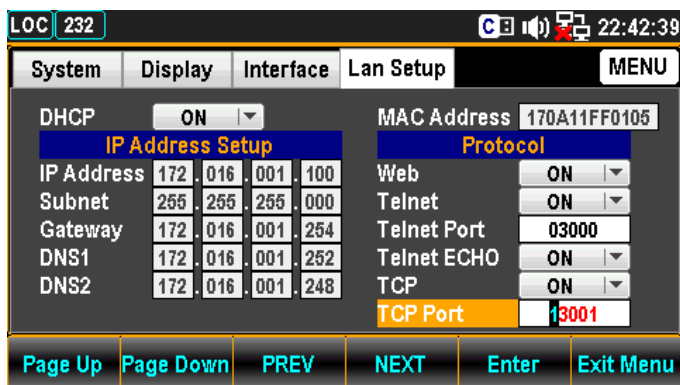 LOC 232 C 22:42:39
System Display Interface Lan Setup MENU
DHCP ON MAC Address 170A11FF0105
IP Address Setup Protocol
IP Address 172 . 016 . 001 . 100 Web ON
Subnet 255 . 255 . 255 . 000 Telnet ON
Gateway 172 . 016 . 001 . 254 Telnet Port 03000
DNS1 172 . 016 . 001 . 252 Telnet ECHO ON
DNS2 172 . 016 . 001 . 248 TCP ON
TCP Port 13001
Page Up Page Down PREV NEXT Enter Exit Menu